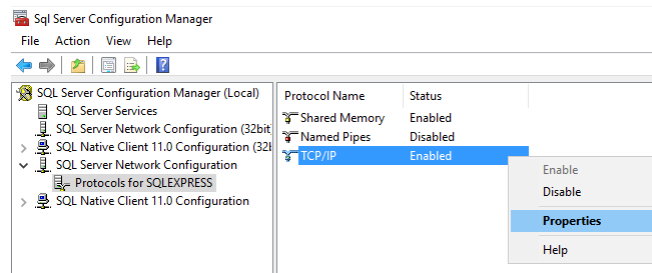 Sql Server Configuration Manager
File Action View Help
SQL Server Configuration Manager (Local)
SQL Server Services
SQL Server Network Configuration (32bit
SQL Native Client 11.0 Configuration (32b
SQL Server Network Configuration
Protocols for SQLEXPRESS
SQL Native Client 11.0 Configuration
Protocol Name Status
Shared Memory Enabled
Named Pipes Disabled
TCP/IP Enabled
Enable
Disable
Properties
Help